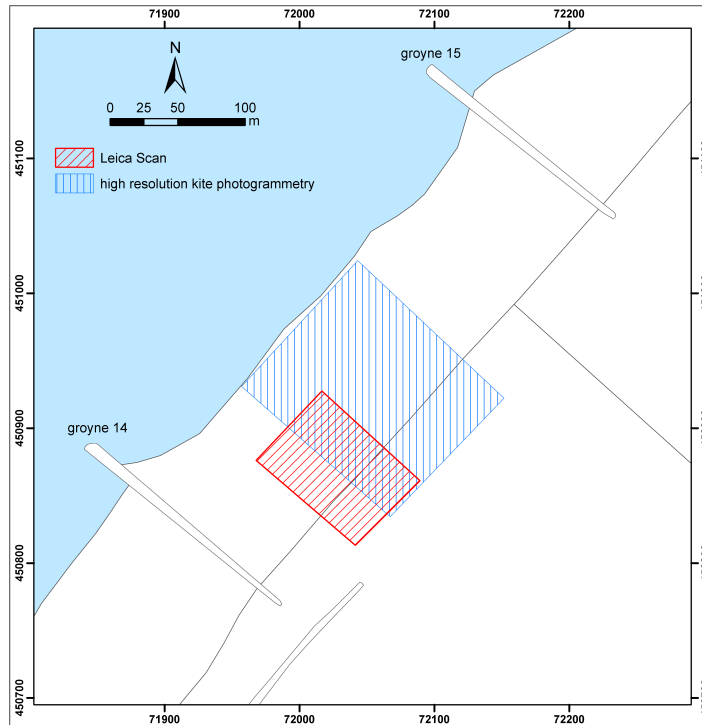 71900 72000 72100 72200
groyne 15
N
0 25 50 100
m
Leica Scan
high resolution kite photogrammetry
451100
451000
450900
groyne 14
450800
450700
71900 72000 72100 72200